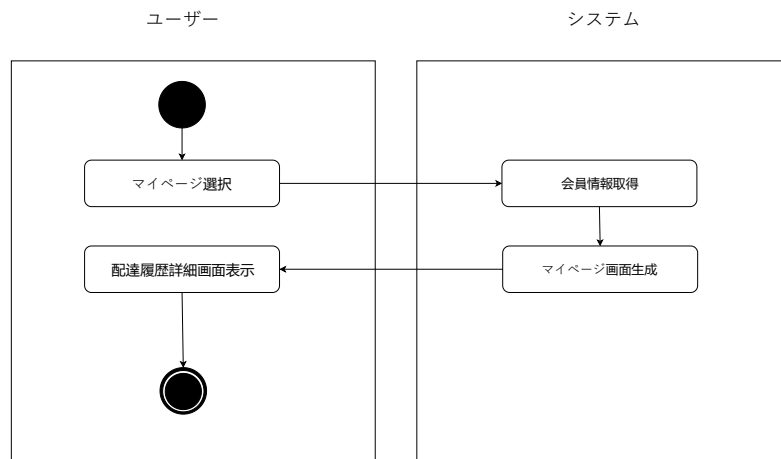 ユーザー
システム
マイページ選択
会員情報取得
配達履歴詳細画面表示
マイページ画面生成